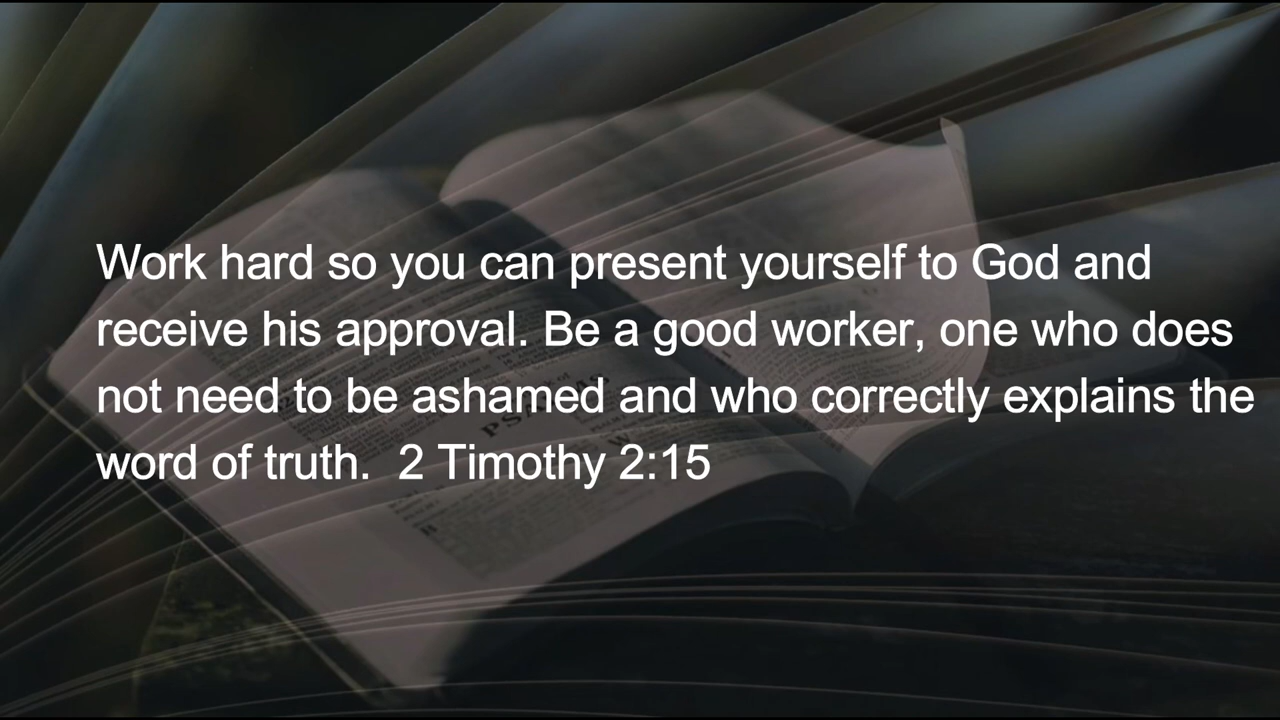 Work hard so you can present yourself to God and
receive his approval. Be a good worker, one who does
not need to be ashamed and who correctly explains the
word of truth.  2 Timothy 2:15
PSALMS